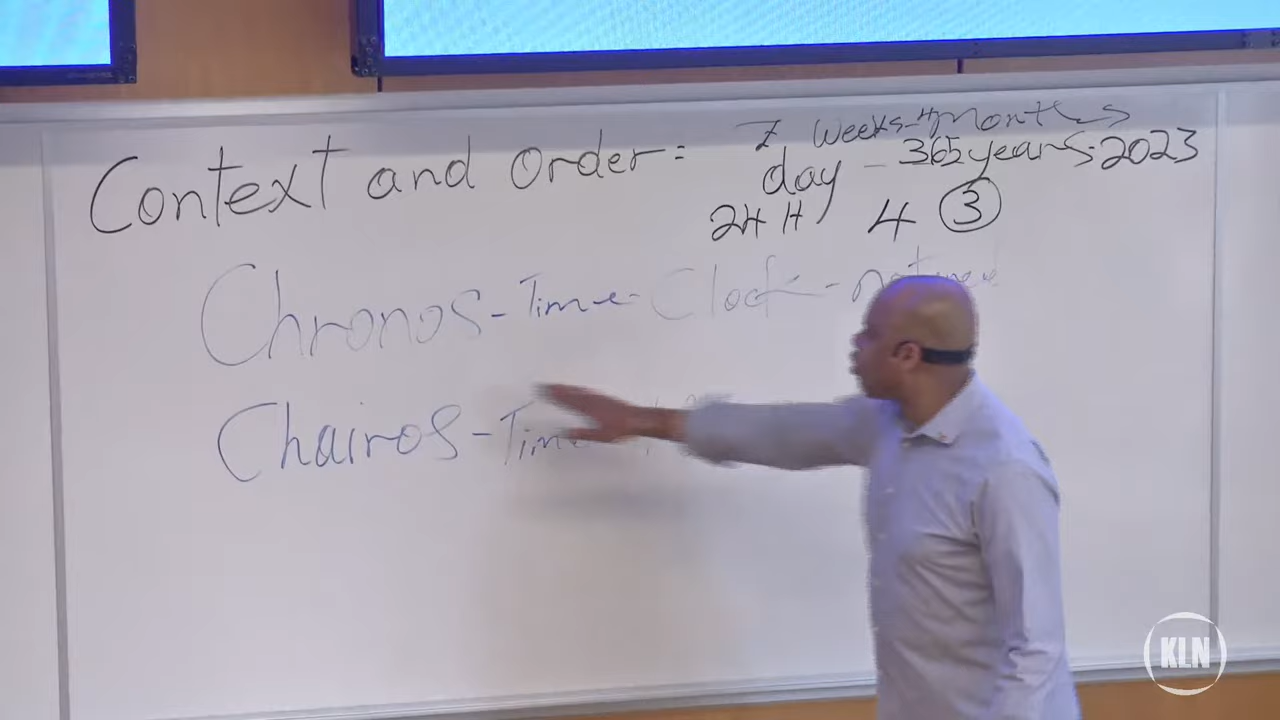 7 weeks-4months
Context and Order: day - 365 years-2023
24 H 4 3
Chronos - Time - Clock -
Chairos - Time
KLN